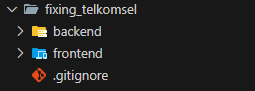 fixing_telkomsel
backend
frontend
.gitignore